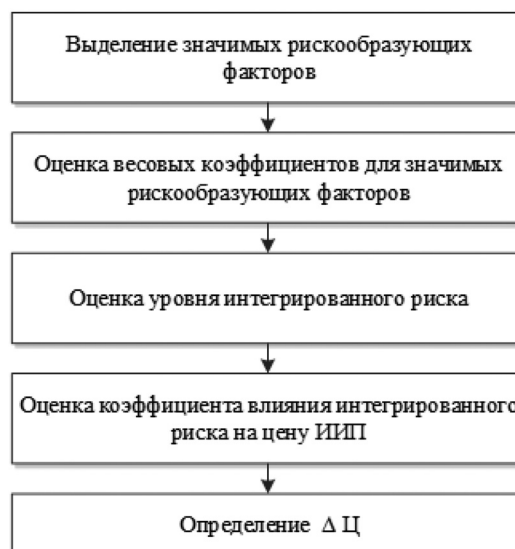 Выделение значимых рискообразующих
факторов
Оценка весовых коэффициентов для значимых
рискообразующих факторов
Оценка уровня интегрированного риска
Оценка коэффициента влияния интегрированного
риска на цену ИИП
Определение Δ Ц